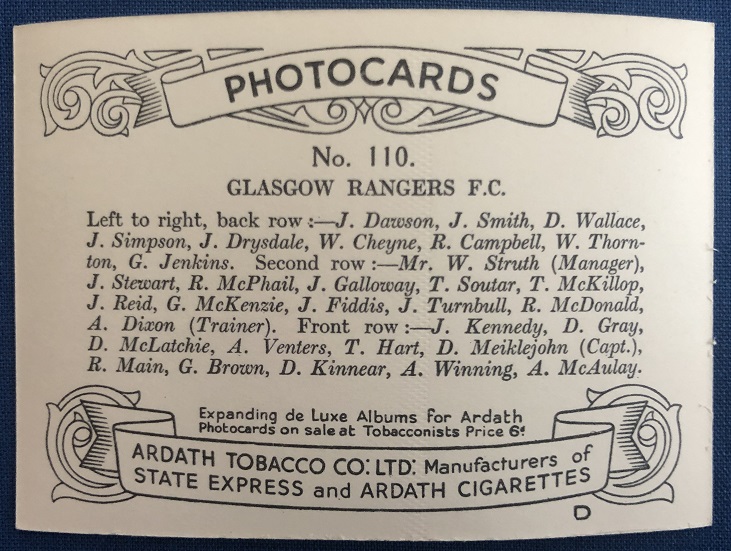 PHOTOCARDS
No. 110.
GLASGOW RANGERS F.C.
Left to right, back row :—J. Dawson, J. Smith, D. Wallace,
J. Simpson, J. Drysdale, W. Cheyne, R. Campbell, W. Thorn-
ton, G. Jenkins. Second row :—Mr. W. Struth (Manager),
J. Stewart, R. McPhail, J. Galloway, T. Soutar, T. McKillop,
J. Reid, G. McKenzie, J. Fiddis, J. Turnbull, R. McDonald,
A. Dixon (Trainer). Front row :—J. Kennedy, D. Gray,
D. McLatchie, A. Venters, T. Hart, D. Meiklejohn (Capt.),
R. Main, G. Brown, D. Kinnear, A. Winning, A. McAulay.
Expanding de Luxe Albums for Ardath
Photocards on sale at Tobacconists Price 6d.
ARDATH TOBACCO CO. LTD. Manufacturers of
STATE EXPRESS and ARDATH CIGARETTES
D